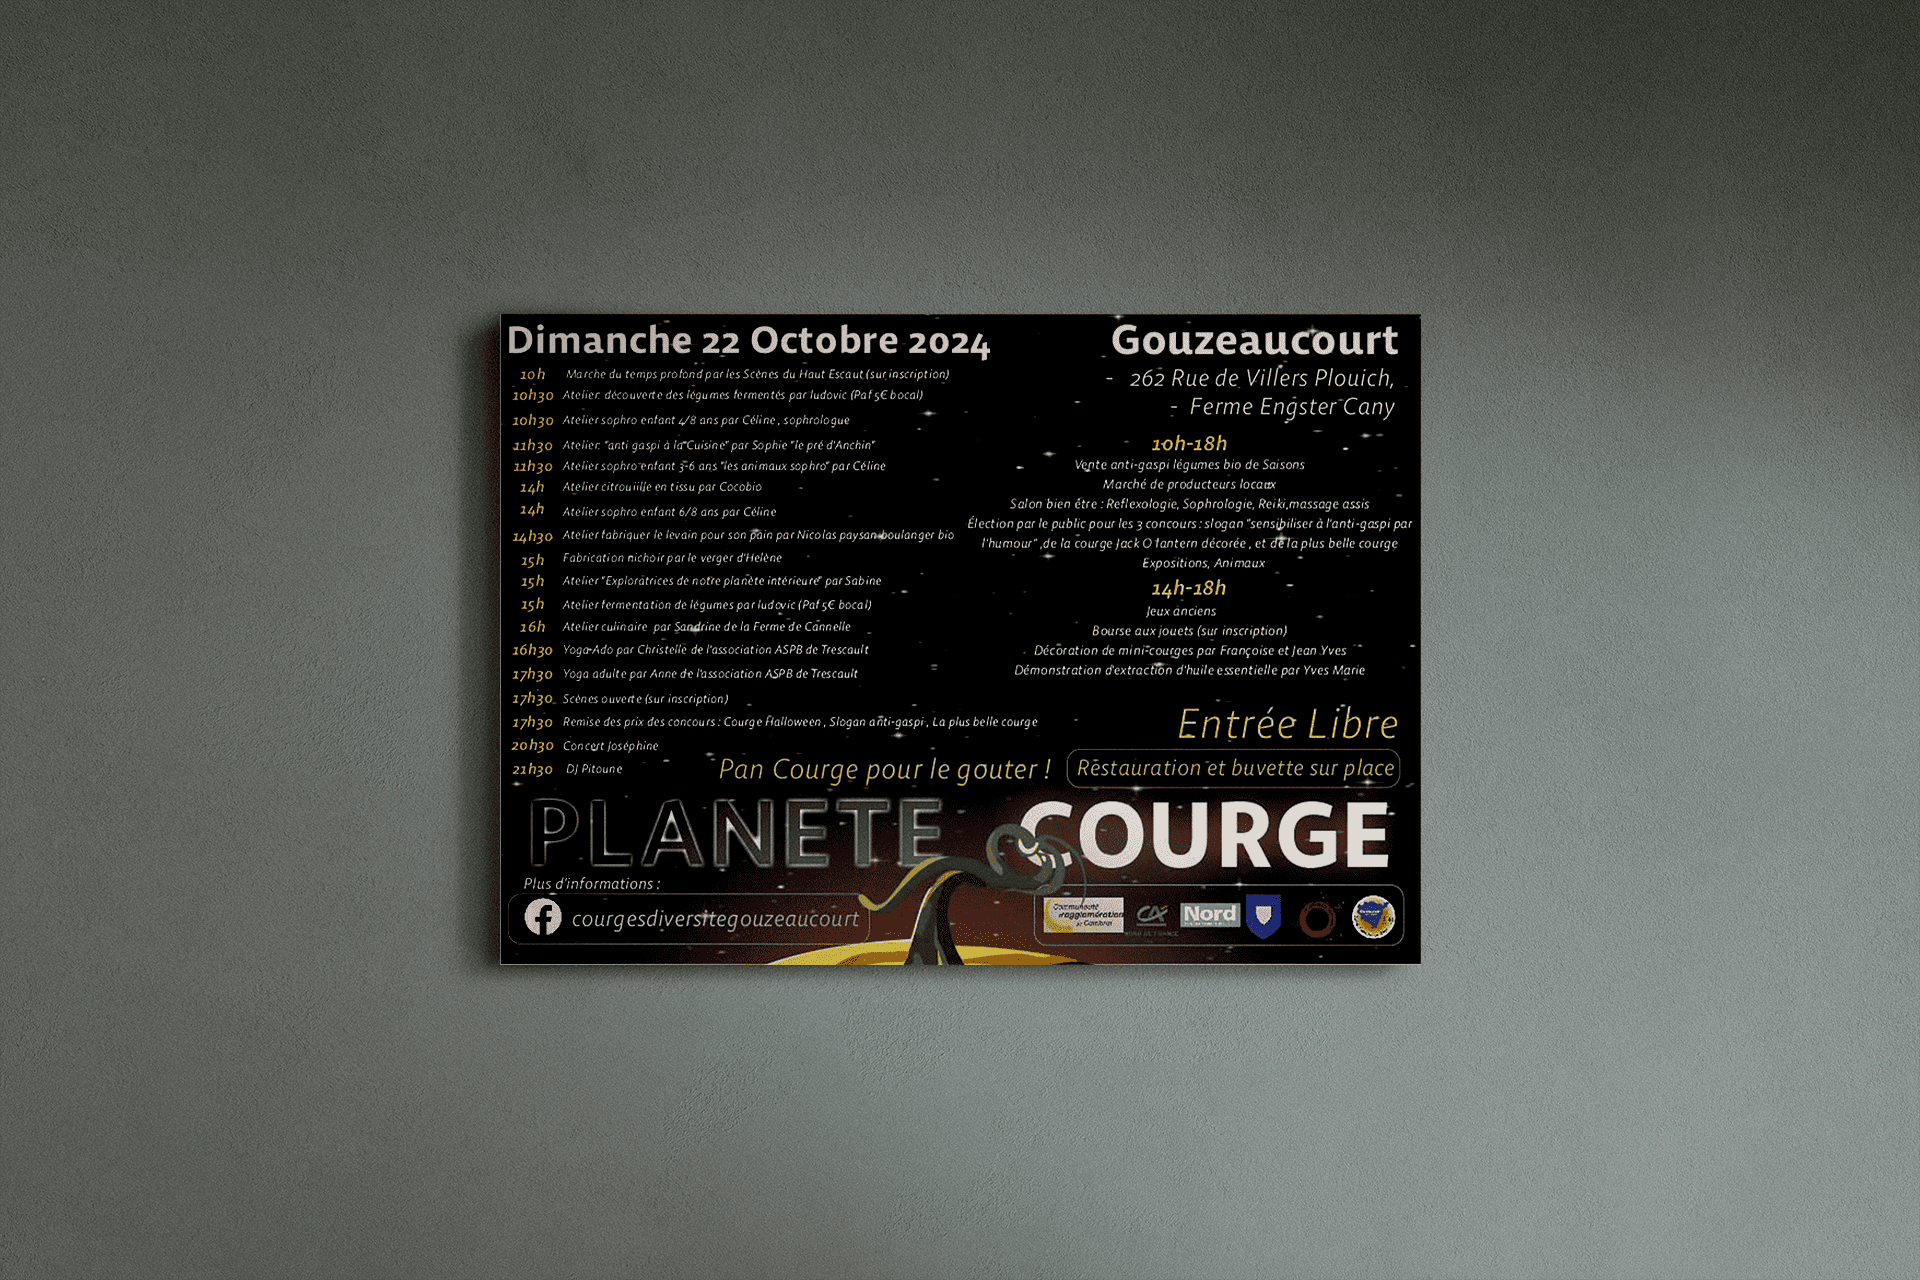 Dimanche 22 Octobre 2024
10h Marche du temps profond par les Scènes du Haut Escaut (sur inscription)
10h30 Atelier: découverte des légumes fermentés par ludovic (Paf 5€ bocal)
10h30 Atelier sophro enfant 4/8 ans par Céline , sophrologue
11h30 Atelier: "anti gaspi à la "Cuisine" par Sophie "le pré d'Anchin"
11h30 Atelier sophro enfant 3-6 ans "les animaux sophro" par Céline
14h Atelier citrouiille en tissu par Cocobio
14h Atelier sophro enfant 6/8 ans par Céline
14h30 Atelier fabriquer le levain pour son pain par Nicolas paysan boulanger bio
15h Fabrication nichoir par le verger d'Helène
15h Atelier "Exploratrices de notre planète intérieure" par Sabine
15h Atelier fermentation de légumes par ludovic (Paf 5€ bocal)
16h Atelier culinaire par Sandrine de la Ferme de Cannelle
16h30 Yoga Ado par Christelle de l'association ASPB de Trescault
17h30 Yoga adulte par Anne de l'association ASPB de Trescault
17h30 Scènes ouverte (sur inscription)
17h30 Remise des prix des concours : Courge Halloween , Slogan anti-gaspi , La plus belle courge
20h30 Concert Joséphine
21h30 DJ Pitoune
Gouzeaucourt
- 262 Rue de Villers Plouich,
- Ferme Engster Cany
10h-18h
Vente anti-gaspi légumes bio de Saisons
Marché de producteurs locaux
Salon bien être : Reflexologie, Sophrologie, Reiki,massage assis
Élection par le public pour les 3 concours : slogan "sensibiliser à l'anti-gaspi par
l'humour" ,de la courge Jack O'lantern décorée , et de la plus belle courge
Expositions, Animaux
14h-18h
Jeux anciens
Bourse aux jouets (sur inscription)
Décoration de mini-courges par Françoise et Jean Yves
Démonstration d'extraction d'huile essentielle par Yves Marie
Entrée Libre
Pan Courge pour le gouter !
Restauration et buvette sur place
PLANETE COURGE
Plus d'informations :
courgesdiversitegouzeaucourt
Communauté
d'agglomération
de Cambrai
CA
NORD DE FRANCE
Nord